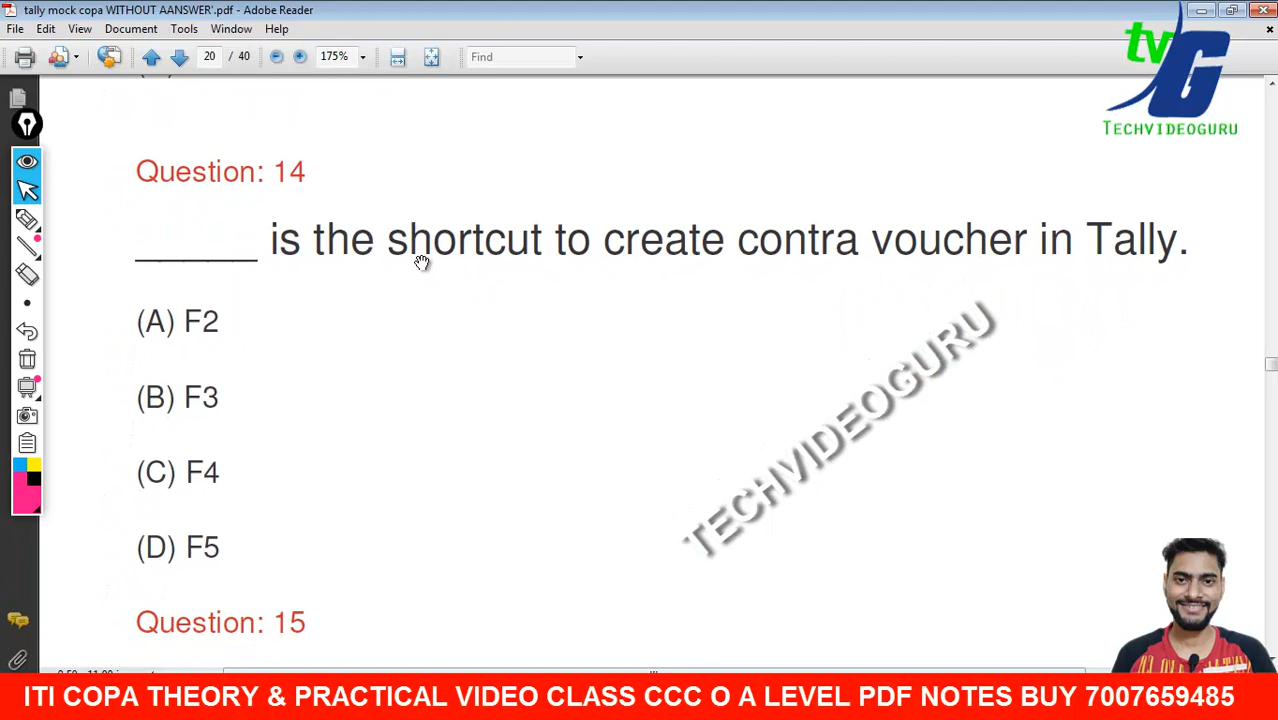 tally mock copa WITHOUT AANSWER'.pdf - Adobe Reader
File Edit View Document Tools Window Help
20 / 40 175% Find
tv G
TECHVIDEOGURU
Question: 14
_____ is the shortcut to create contra voucher in Tally.
(A) F2
(B) F3
(C) F4
(D) F5
TECHVIDEOGURU
Question: 15
ITI COPA THEORY & PRACTICAL VIDEO CLASS CCC O A LEVEL PDF NOTES BUY 7007659485